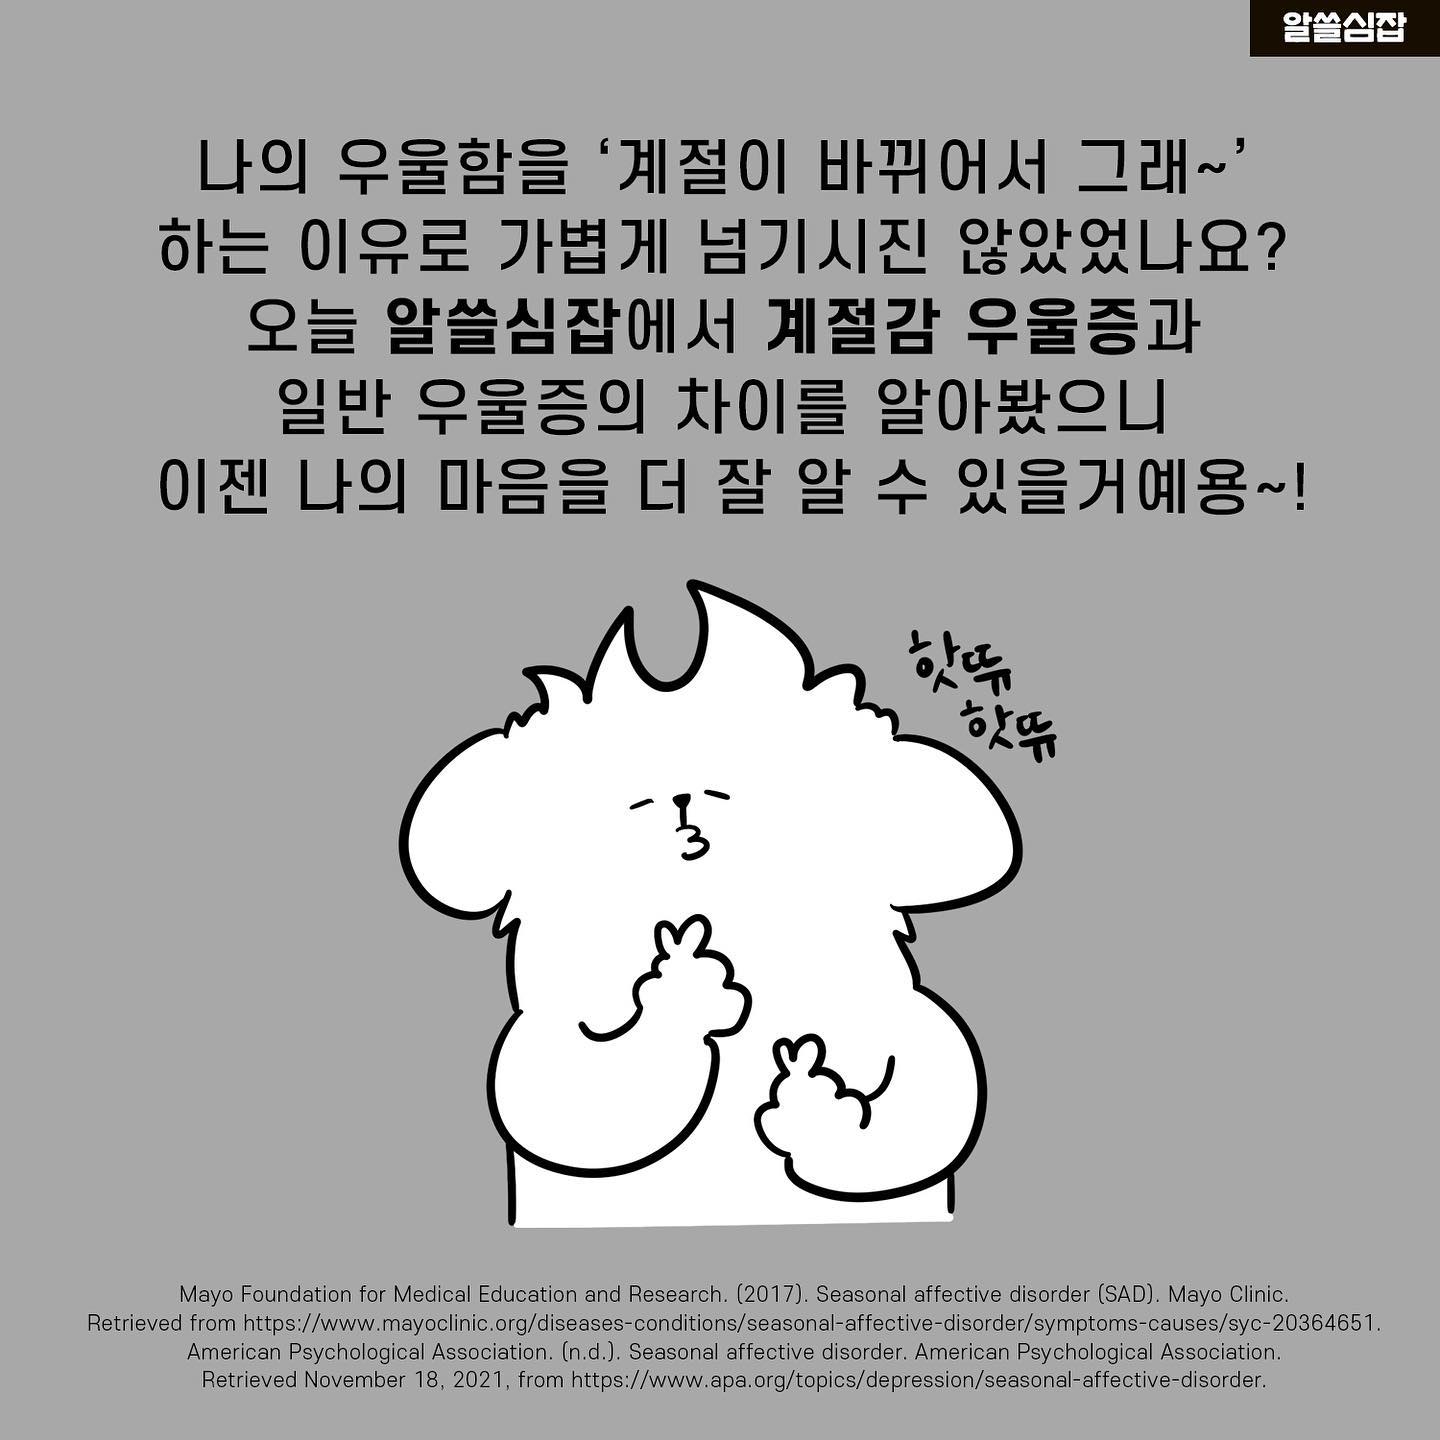 알쓸심잡
나의 우울함을 ‘계절이 바뀌어서 그래~’
하는 이유로 가볍게 넘기시진 않았었나요?
오늘 알쓸심잡에서 계절감 우울증과
일반 우울증의 차이를 알아봤으니
이젠 나의 마음을 더 잘 알 수 있을거예용~!
핫뜌
핫뜌
Mayo Foundation for Medical Education and Research. (2017). Seasonal affective disorder (SAD). Mayo Clinic.
Retrieved from https://www.mayoclinic.org/diseases-conditions/seasonal-affective-disorder/symptoms-causes/syc-20364651.
American Psychological Association. (n.d.). Seasonal affective disorder. American Psychological Association.
Retrieved November 18, 2021, from https://www.apa.org/topics/depression/seasonal-affective-disorder.